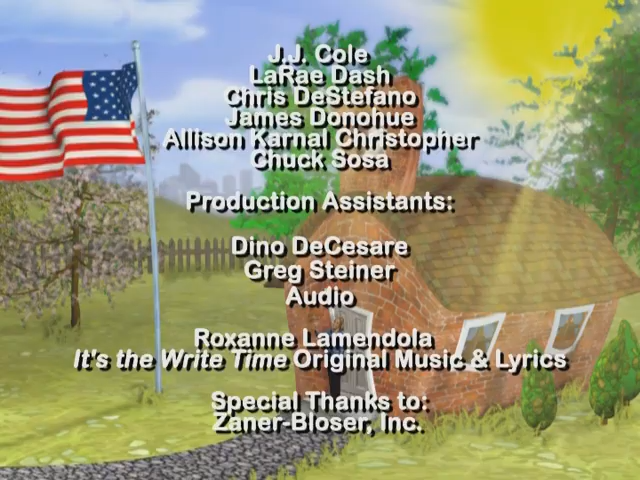 J.J. Cole
LaRae Dash
Chris DeStefano
James Donohue
Allison Karnal Christopher
Chuck Sosa
Production Assistants:
Dino DeCesare
Greg Steiner
Audio
Roxanne Lamendola
It's the Write Time Original Music & Lyrics
Special Thanks to:
Zaner-Bloser, Inc.